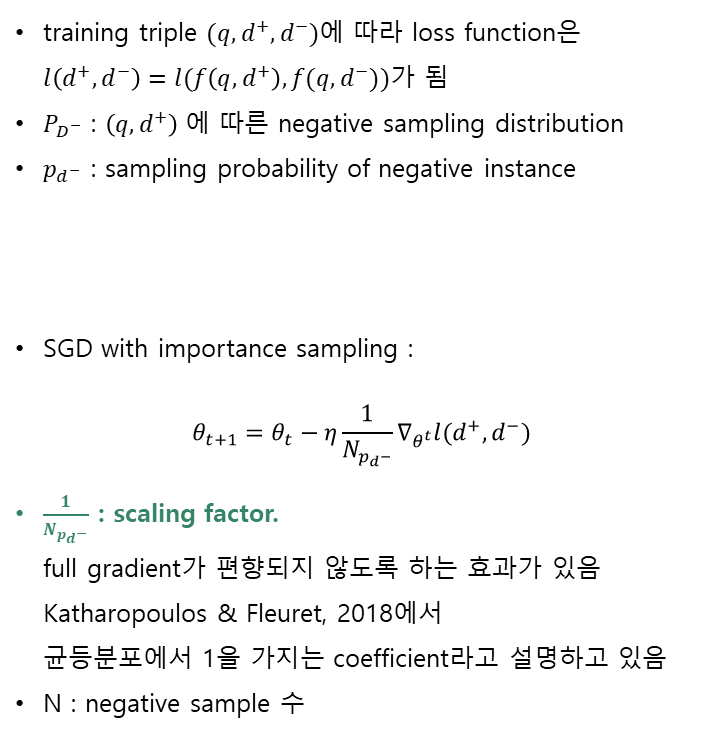 • training triple (q, d⁺, d⁻)에 따라 loss function은
l(d⁺, d⁻) = l(f(q, d⁺), f(q, d⁻))가 됨
• P_{D⁻} : (q, d⁺) 에 따른 negative sampling distribution
• p_{d⁻} : sampling probability of negative instance
• SGD with importance sampling :
θ_{t+1} = θ_t − η \frac{1}{N_{p_{d⁻}}} ∇_{θ^t} l(d⁺, d⁻)
• \frac{1}{N_{p_{d⁻}}} : scaling factor.
full gradient가 편향되지 않도록 하는 효과가 있음
Katharopoulos & Fleuret, 2018에서
균등분포에서 1을 가지는 coefficient라고 설명하고 있음
• N : negative sample 수